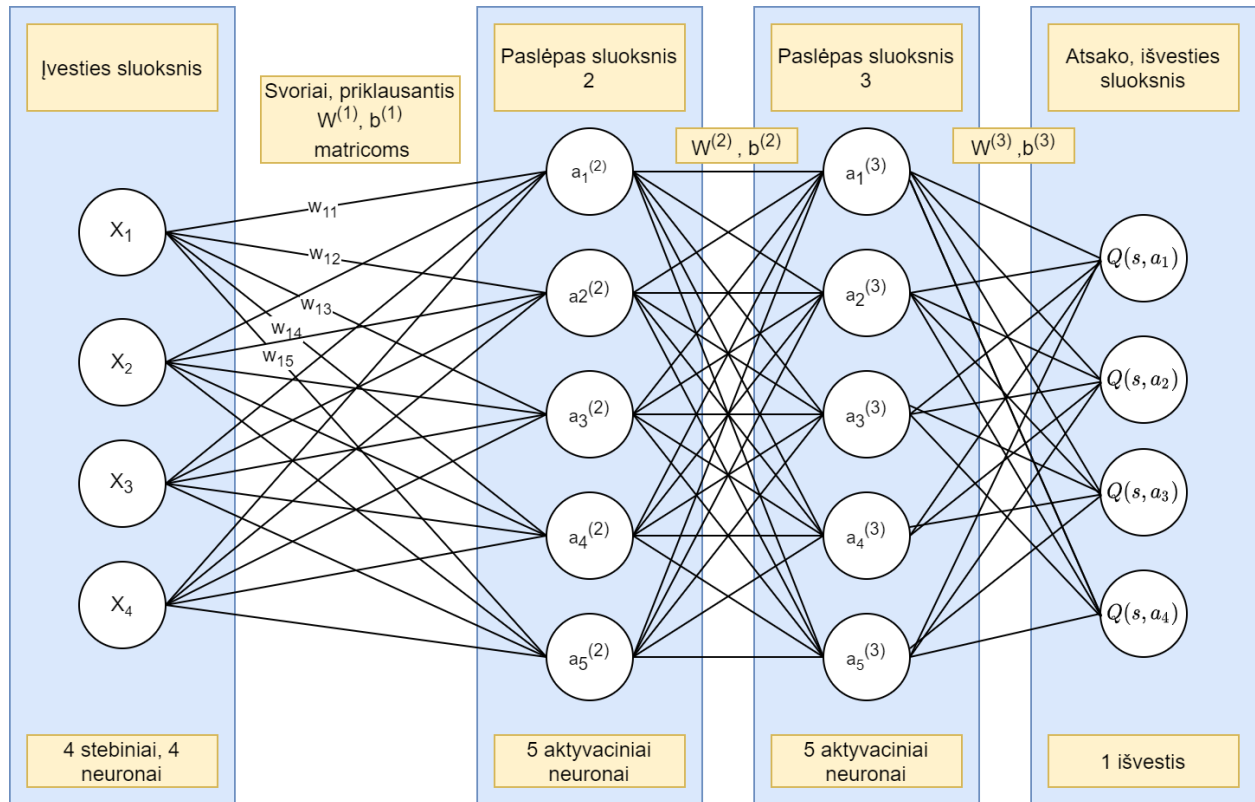 Įvesties sluoksnis
Svoriai, priklausantis
W⁽¹⁾, b⁽¹⁾
matricoms
Paslėpas sluoksnis
2
W⁽²⁾ , b⁽²⁾
Paslėpas sluoksnis
3
W⁽³⁾ ,b⁽³⁾
Atsako, išvesties
sluoksnis
X₁
X₂
X₃
X₄
w₁₁
w₁₂
w₁₃
w₁₄
w₁₅
a₁⁽²⁾
a2⁽²⁾
a₃⁽²⁾
a₄⁽²⁾
a₅⁽²⁾
a₁⁽³⁾
a₂⁽³⁾
a₃⁽³⁾
a₄⁽³⁾
a₅⁽³⁾
Q(s, a₁)
Q(s, a₂)
Q(s, a₃)
Q(s, a₄)
4 stebiniai, 4
neuronai
5 aktyvaciniai
neuronai
5 aktyvaciniai
neuronai
1 išvestis